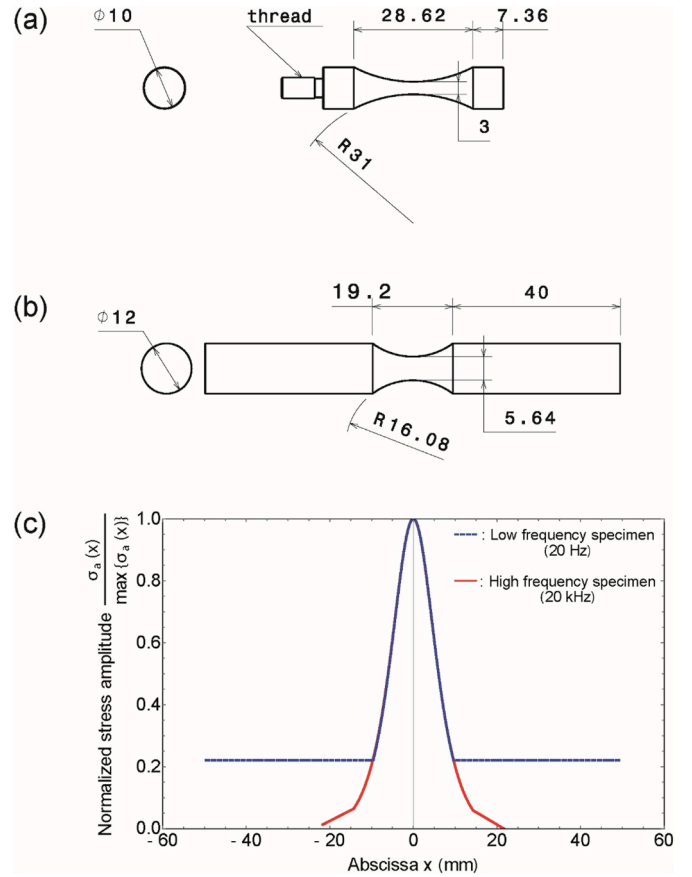 (a)
ϕ10
thread
28.62
7.36
3
R31
(b)
ϕ12
19.2
40
R16.08
5.64
(c)
Normalized stress amplitude σa (x) / max {σa (x)}
1.0
0.8
0.6
0.4
0.2
0.0
: Low frequency specimen
(20 Hz)
: High frequency specimen
(20 kHz)
- 60
- 40
- 20
0
20
40
60
Abscissa x (mm)